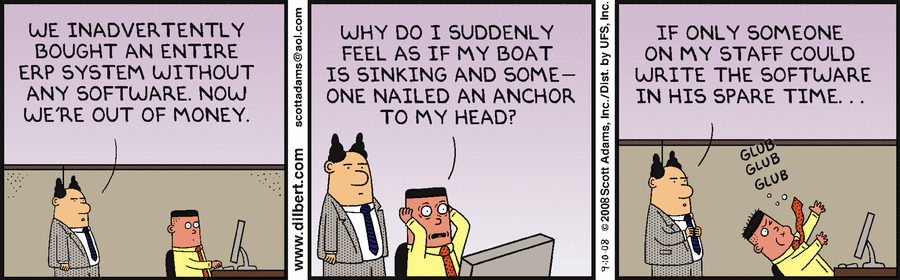 WE INADVERTENTLY
BOUGHT AN ENTIRE
ERP SYSTEM WITHOUT
ANY SOFTWARE. NOW
WE'RE OUT OF MONEY.
www.dilbert.com scottadams@aol.com
WHY DO I SUDDENLY
FEEL AS IF MY BOAT
IS SINKING AND SOME–
ONE NAILED AN ANCHOR
TO MY HEAD?
9-10-08 © 2008 Scott Adams, Inc./Dist. by UFS, Inc.
IF ONLY SOMEONE
ON MY STAFF COULD
WRITE THE SOFTWARE
IN HIS SPARE TIME...
GLUB
GLUB
GLUB